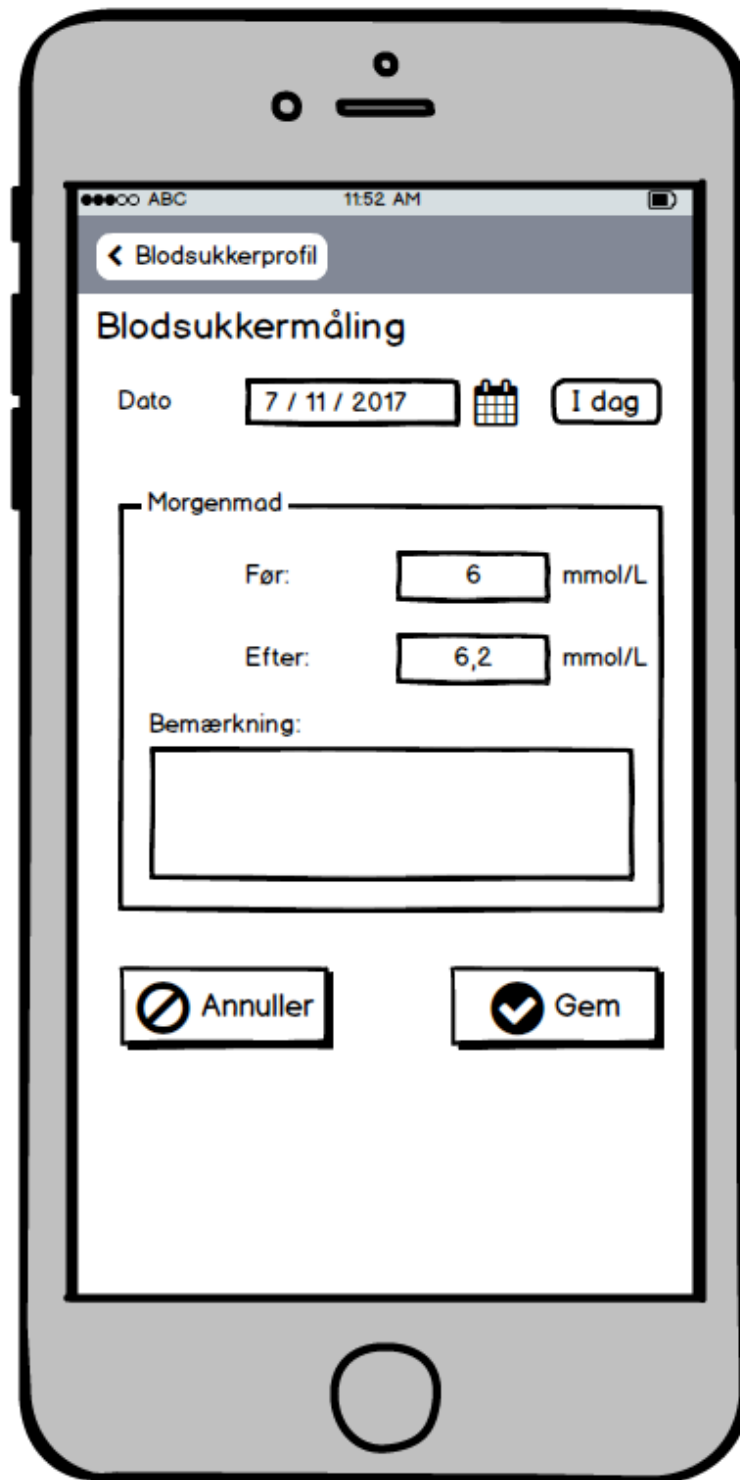 ABC 11:52 AM
Blodsukkerprofil
Blodsukkermåling
Dato 7 / 11 / 2017 I dag
Morgenmad
Før: 6 mmol/L
Efter: 6,2 mmol/L
Bemærkning:
Annuller Gem